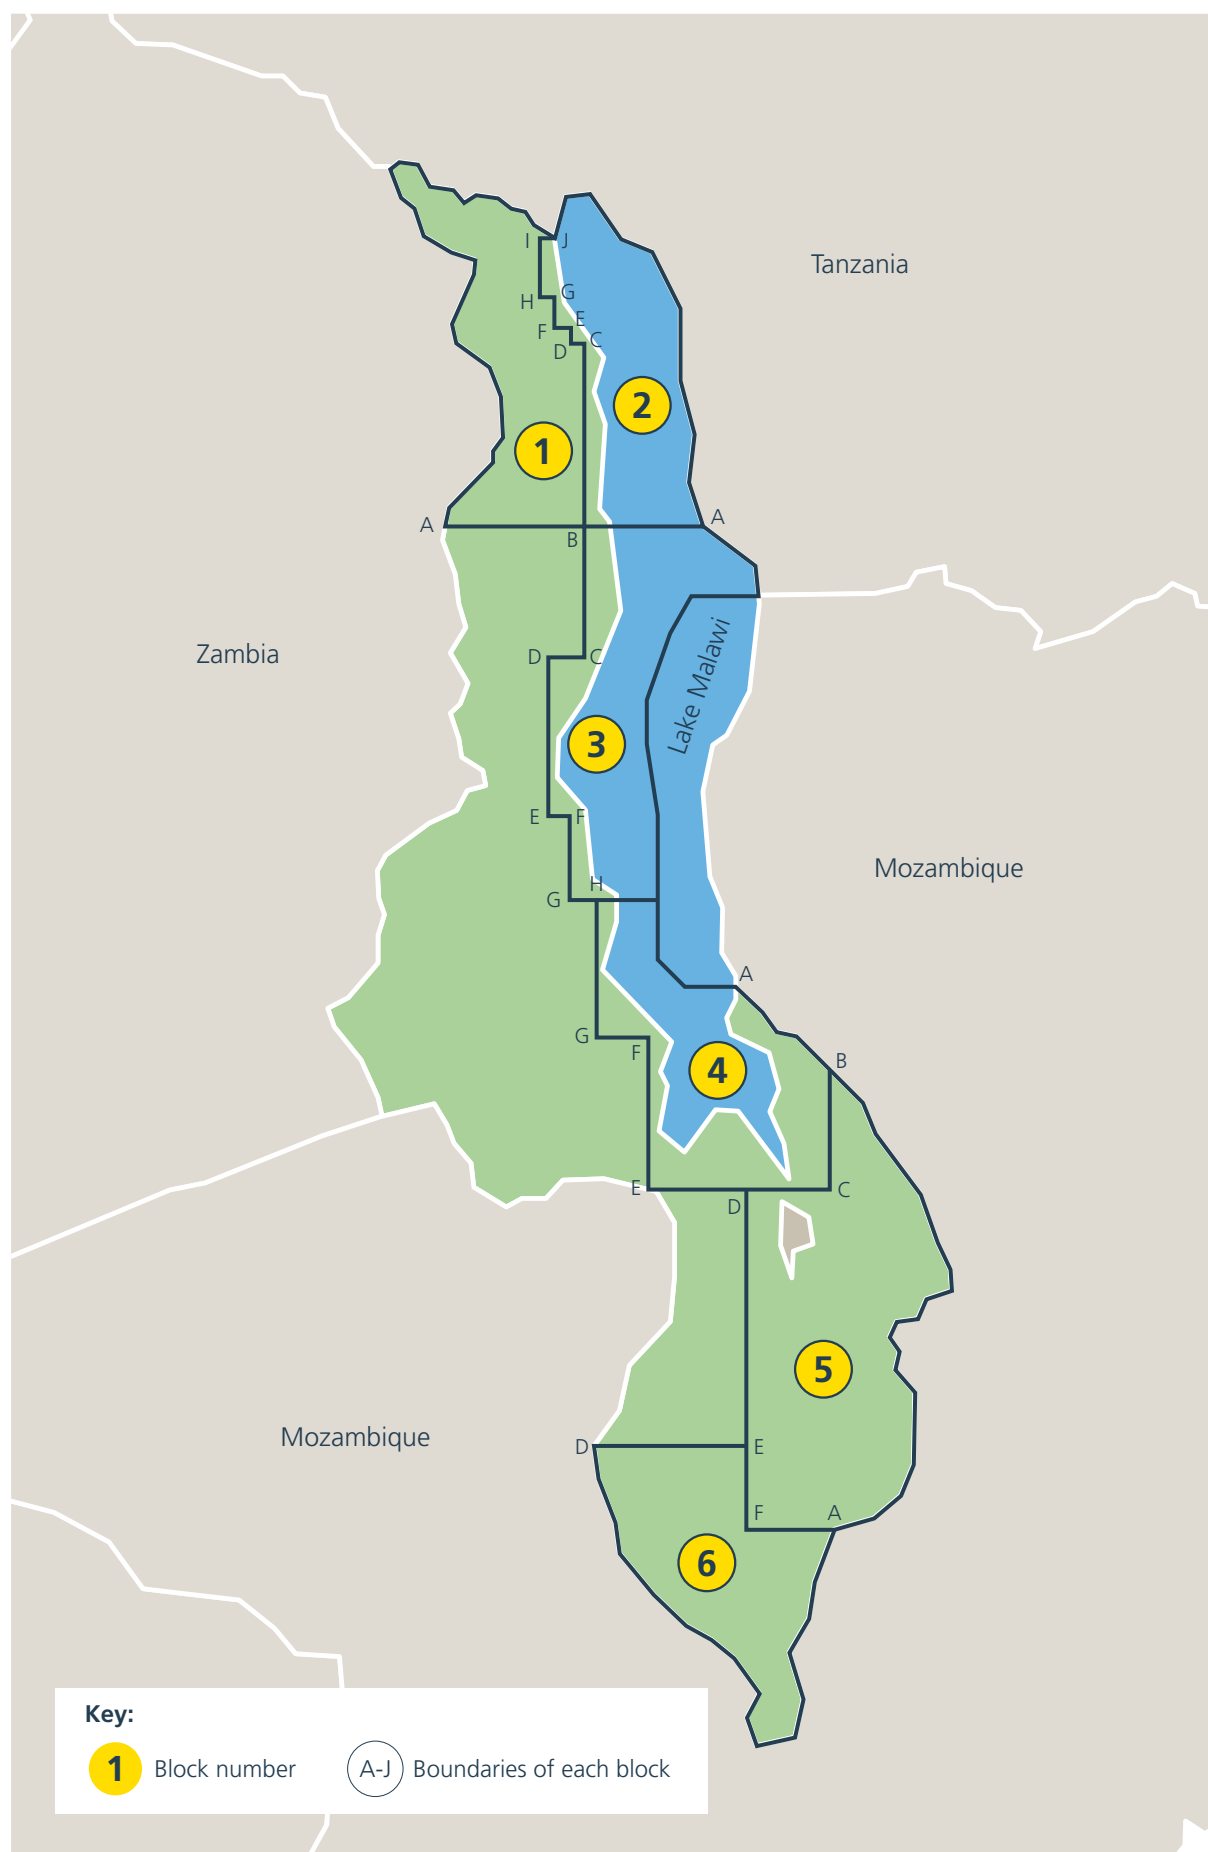 I
J
Tanzania
G
H
E
F
C
D
2
1
A
A
B
Zambia
D
C
Lake Malawi
3
E
F
Mozambique
H
G
A
G
F
B
4
E
C
D
5
Mozambique
D
E
F
A
6
Key:
1 Block number
A-J Boundaries of each block